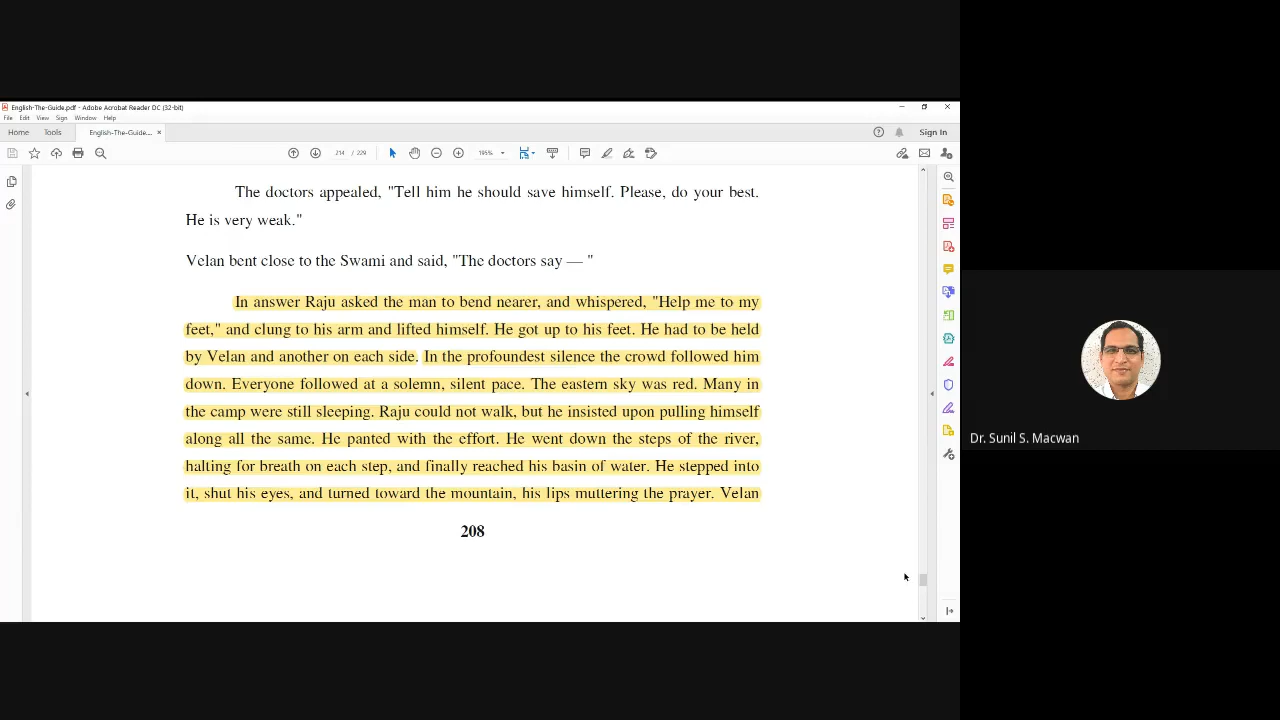 English-The-Guide.pdf - Adobe Acrobat Reader DC (32-bit)
File Edit View Sign Window Help
Home Tools English-The-Guide... × Sign In
214 / 229 195%
The doctors appealed, "Tell him he should save himself. Please, do your best.
He is very weak."
Velan bent close to the Swami and said, "The doctors say — "
In answer Raju asked the man to bend nearer, and whispered, "Help me to my
feet," and clung to his arm and lifted himself. He got up to his feet. He had to be held
by Velan and another on each side. In the profoundest silence the crowd followed him
down. Everyone followed at a solemn, silent pace. The eastern sky was red. Many in
the camp were still sleeping. Raju could not walk, but he insisted upon pulling himself
along all the same. He panted with the effort. He went down the steps of the river,
halting for breath on each step, and finally reached his basin of water. He stepped into
it, shut his eyes, and turned toward the mountain, his lips muttering the prayer. Velan
208
Dr. Sunil S. Macwan